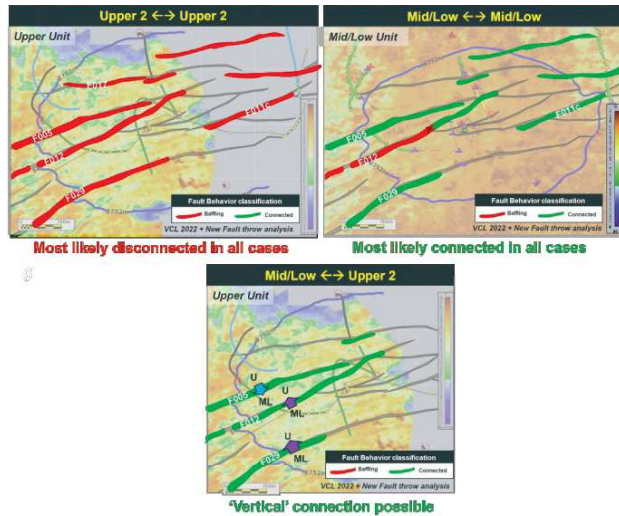 Upper 2 ←→ Upper 2
Upper Unit
F017
F011c
F005
F012
F029
Fault Behavior classification
Baffling Connected
VCL 2022 + New Fault throw analysis
Most likely disconnected in all cases
Mid/Low ←→ Mid/Low
Mid/Low Unit
F011c
F005
F012
F029
Fault Behavior classification
Baffling Connected
VCL 2022 + New Fault throw analysis
Most likely connected in all cases
Mid/Low ←→ Upper 2
Upper Unit
U
U
F005
ML
ML
F012
U
F029
ML
Fault Behavior classification
Baffling Connected
VCL 2022 + New Fault throw analysis
'Vertical' connection possible